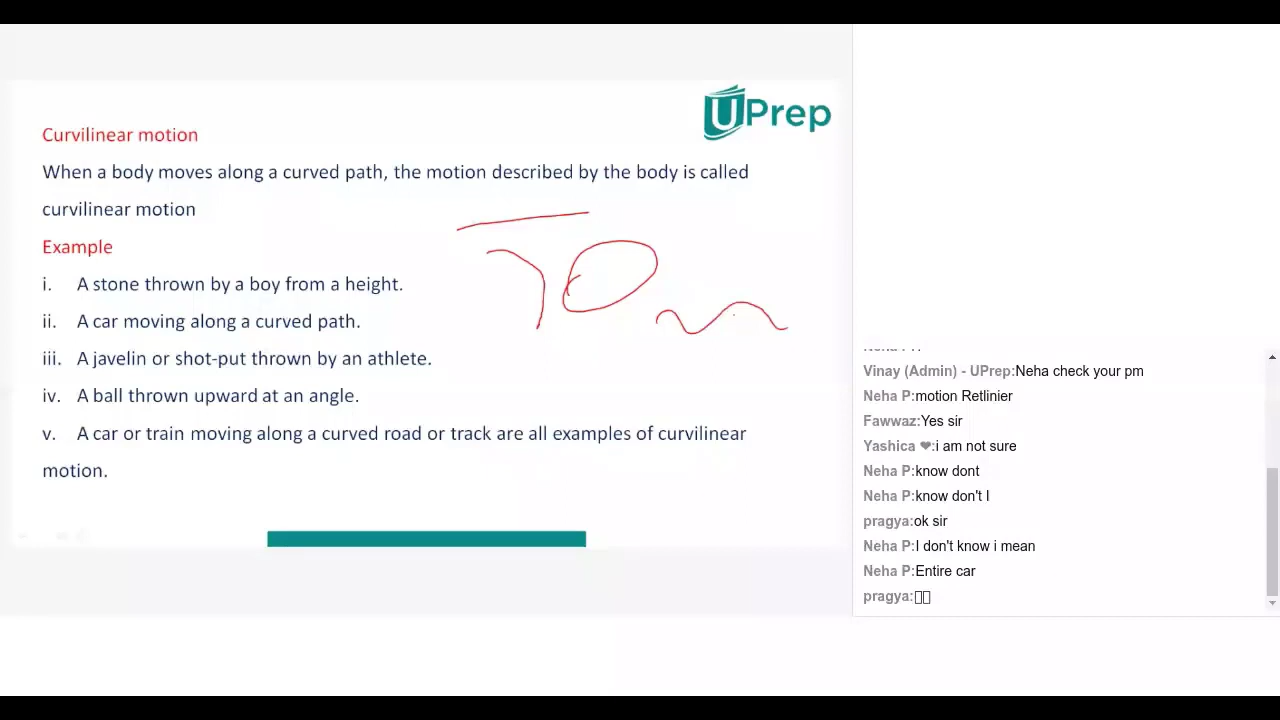 UPrep
Curvilinear motion
When a body moves along a curved path, the motion described by the body is called
curvilinear motion
Example
i. A stone thrown by a boy from a height.
ii. A car moving along a curved path.
iii. A javelin or shot-put thrown by an athlete.
iv. A ball thrown upward at an angle.
v. A car or train moving along a curved road or track are all examples of curvilinear
motion.
Vinay (Admin) - UPrep:Neha check your pm
Neha P:motion Retlinier
Fawwaz:Yes sir
Yashica ❤:i am not sure
Neha P:know dont
Neha P:know don't I
pragya:ok sir
Neha P:I don't know i mean
Neha P:Entire car
pragya: